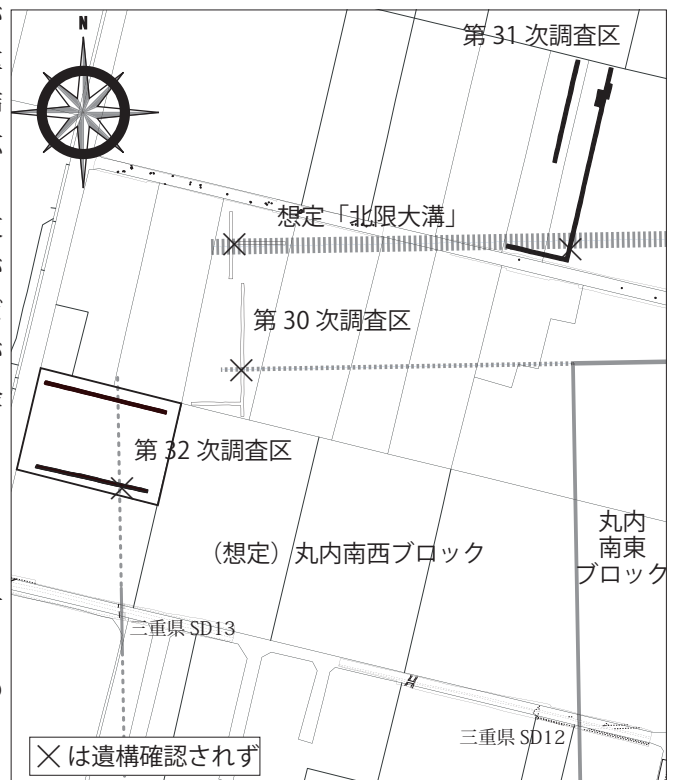 N
第 31 次調査区
想定「北限大溝」
第 30 次調査区
第 32 次調査区
（想定）丸内南西ブロック
丸内
南東
ブロック
三重県 SD13
三重県 SD12
× は遺構確認されず